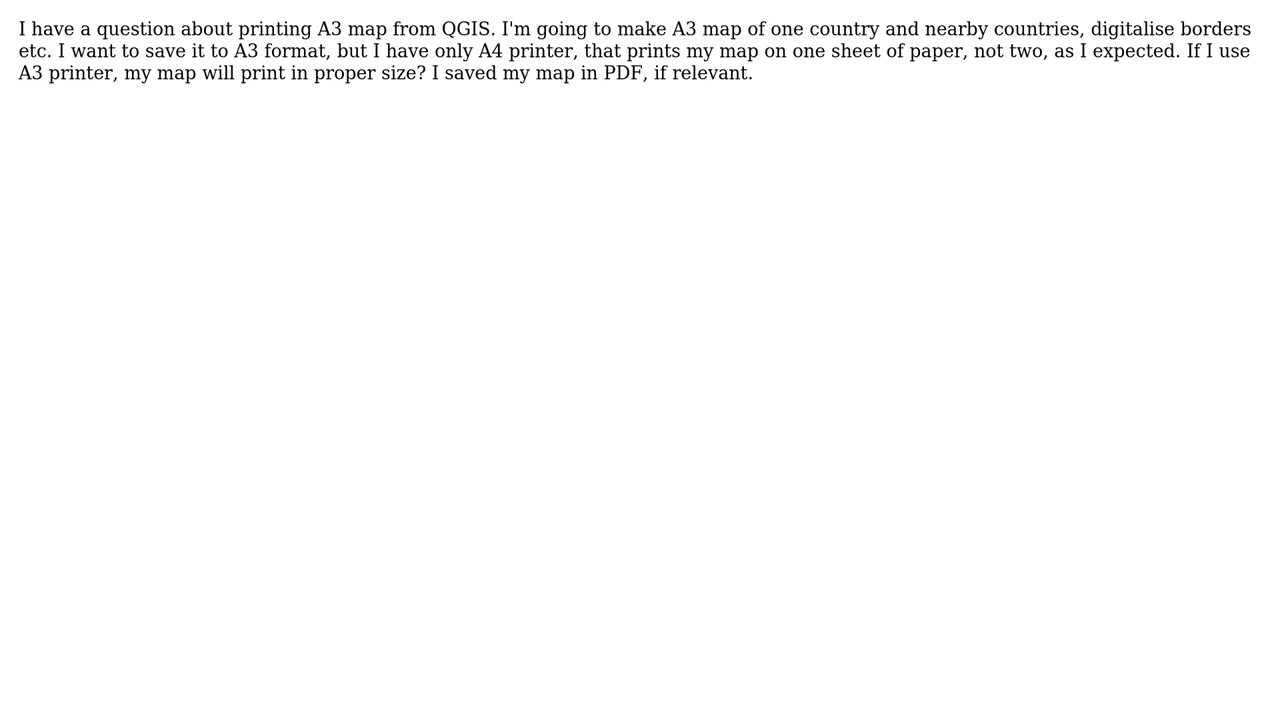 I have a question about printing A3 map from QGIS. I'm going to make A3 map of one country and nearby countries, digitalise borders
etc. I want to save it to A3 format, but I have only A4 printer, that prints my map on one sheet of paper, not two, as I expected. If I use
A3 printer, my map will print in proper size? I saved my map in PDF, if relevant.